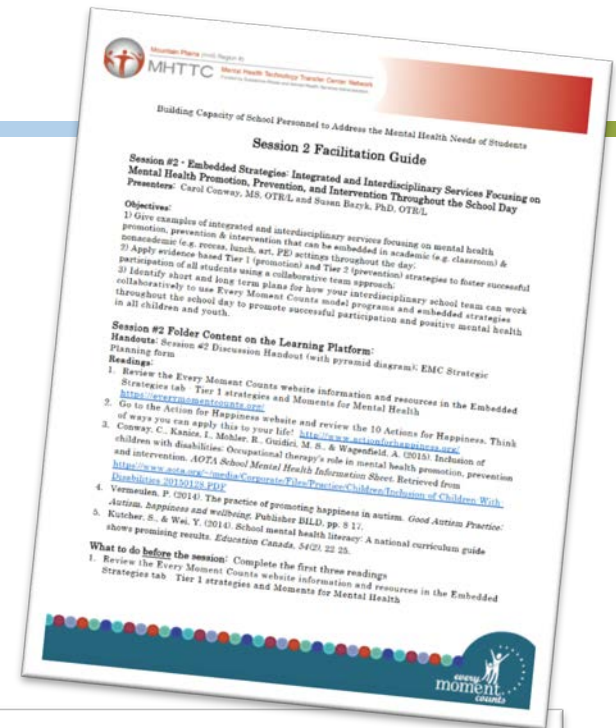 Mountain Plains (HHS Region 8)
MHTTC Mental Health Technology Transfer Center Network
Building Capacity of School Personnel to Address the Mental Health Needs of Students
Session 2 Facilitation Guide
Session #2 - Embedded Strategies: Integrated and Interdisciplinary Services Focusing on
Mental Health Promotion, Prevention, and Intervention Throughout the School Day
Presenters: Carol Conway, MS, OTR/L and Susan Bazyk, PhD, OTR/L
Objectives:
1) Give examples of integrated and interdisciplinary services focusing on mental health
promotion, prevention & intervention that can be embedded in academic (e.g. classroom) &
nonacademic (e.g. recess, lunch, art, PE) settings throughout the day;
2) Apply evidence based Tier 1 (promotion) and Tier 2 (prevention) strategies to foster successful
participation of all students using a collaborative team approach;
3) Identify short and long term plans for how your interdisciplinary school team can work
collaboratively to use Every Moment Counts model programs and embedded strategies
throughout the school day to promote successful participation and positive mental health
in all children and youth.
Session #2 Folder Content on the Learning Platform:
Handouts: Session #2 Discussion Handout (with pyramid diagram); EMC Strategic
Planning form
Readings:
1. Review the Every Moment Counts website information and resources in the Embedded
Strategies tab Tier 1 strategies and Moments for Mental Health
https://everymomentcounts.org/
2. Go to the Action for Happiness website and review the 10 Actions for Happiness. Think
of ways you can apply this to your life! http://www.actionforhappiness.org/
3. Conway, C., Kanics, I., Mohler, R., Guidici, M. S., & Wagenfeld, A. (2015). Inclusion of
children with disabilities: Occupational therapy's role in mental health promotion, prevention
and intervention. AOTA School Mental Health Information Sheet. Retrieved from
https://www.aota.org/~/media/Corporate/Files/Practice/Children/Inclusion of Children With
Disabilities 20150128.PDF
4. Vermeulen, P. (2014). The practice of promoting happiness in autism. Good Autism Practice:
Autism, happiness and wellbeing, Publisher BILD, pp. 8 17.
5. Kutcher, S., & Wei, Y. (2014). School mental health literacy: A national curriculum guide
shows promising results. Education Canada, 54(2), 22 25.
What to do before the session: Complete the first three readings
1. Review the Every Moment Counts website information and resources in the Embedded
Strategies tab Tier 1 strategies and Moments for Mental Health
every
moment
counts